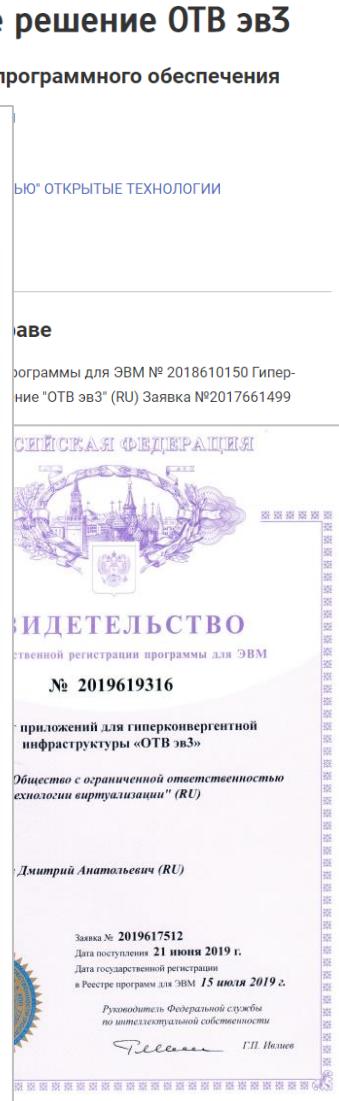 решение ОТВ эв3
программного обеспечения
ЬЮ" ОТКРЫТЫЕ ТЕХНОЛОГИИ
аве
рограммы для ЭВМ № 2018610150 Гипер-
ние "ОТВ эв3" (RU) Заявка №2017661499
СИЙСКАЯ ФЕДЕРАЦИЯ
ИДЕТЕЛЬСТВО
ственной регистрации программы для ЭВМ
№ 2019619316
приложений для гиперконвергентной
инфраструктуры «ОТВ эв3»
Общество с ограниченной ответственностью
ехнологии виртуализации" (RU)
Дмитрий Анатольевич (RU)
Заявка № 2019617512
Дата поступления 21 июня 2019 г.
Дата государственной регистрации
в Реестре программ для ЭВМ 15 июля 2019 г.
Руководитель Федеральной службы
по интеллектуальной собственности
Г.П. Ивлиев